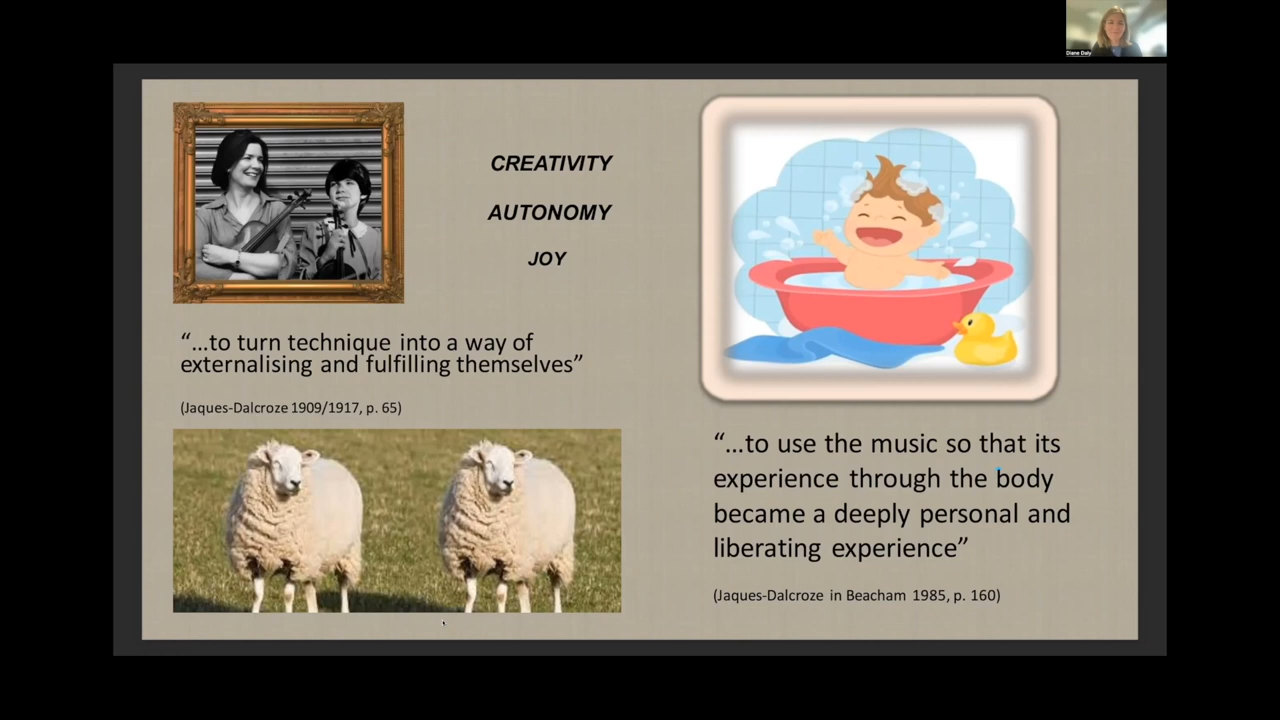 Diane Daly
CREATIVITY
AUTONOMY
JOY
“...to turn technique into a way of
externalising and fulfilling themselves”
(Jaques-Dalcroze 1909/1917, p. 65)
“...to use the music so that its
experience through the body
became a deeply personal and
liberating experience”
(Jaques-Dalcroze in Beacham 1985, p. 160)